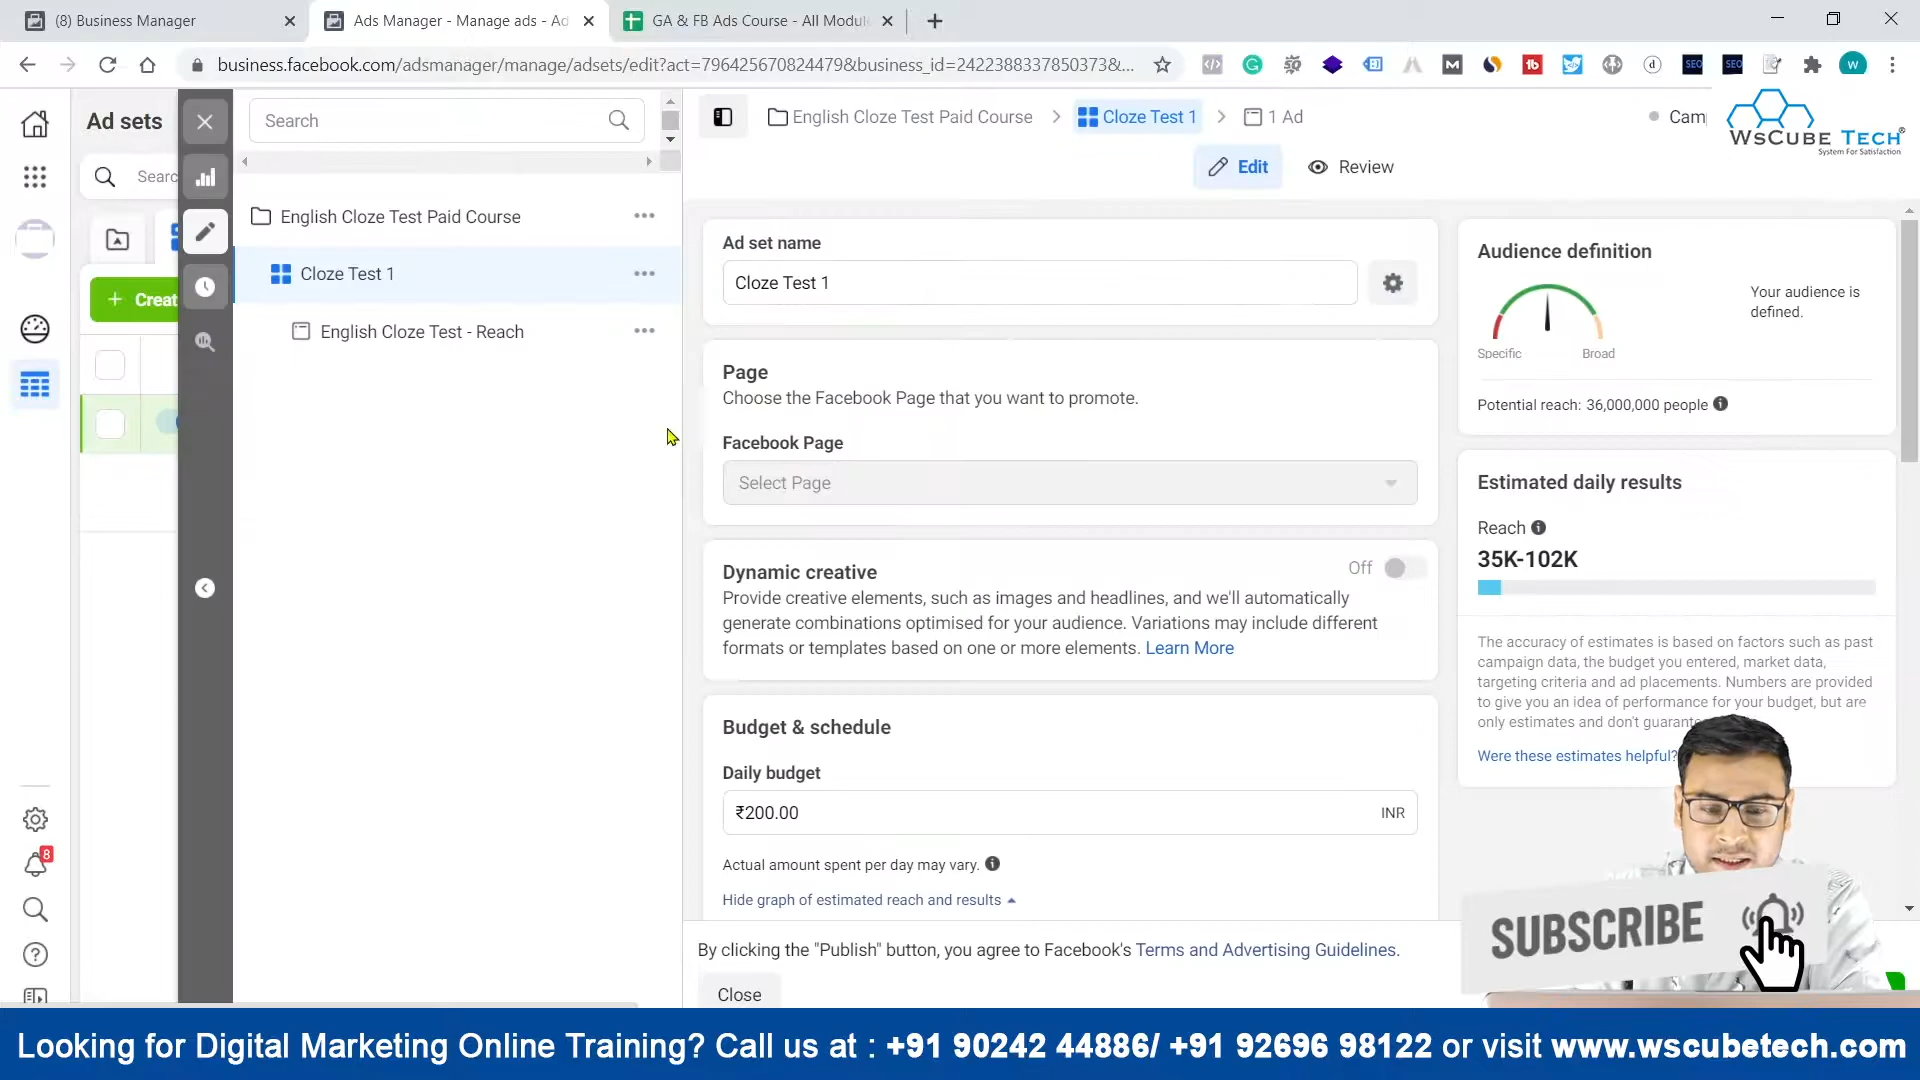 (8) Business Manager
Ads Manager - Manage ads - Ad
GA & FB Ads Course - All Modul
business.facebook.com/adsmanager/manage/adsets/edit?act=796425670824479&business_id=2422388337850373&...
WsCube Tech®
System For Satisfaction
Ad sets
Search
English Cloze Test Paid Course
Cloze Test 1
1 Ad
Camp
Searc
Edit
Review
Creat
English Cloze Test Paid Course
Cloze Test 1
English Cloze Test - Reach
Ad set name
Cloze Test 1
Page
Choose the Facebook Page that you want to promote.
Facebook Page
Select Page
Dynamic creative
Off
Provide creative elements, such as images and headlines, and we'll automatically
generate combinations optimised for your audience. Variations may include different
formats or templates based on one or more elements. Learn More
Budget & schedule
Daily budget
₹200.00
INR
Actual amount spent per day may vary.
Hide graph of estimated reach and results
Audience definition
Your audience is
defined.
Specific
Broad
Potential reach: 36,000,000 people
Estimated daily results
Reach
35K-102K
The accuracy of estimates is based on factors such as past
campaign data, the budget you entered, market data,
targeting criteria and ad placements. Numbers are provided
to give you an idea of performance for your budget, but are
only estimates and don't guarante
Were these estimates helpful?
By clicking the "Publish" button, you agree to Facebook's Terms and Advertising Guidelines.
Close
8
SUBSCRIBE
Looking for Digital Marketing Online Training? Call us at : +91 90242 44886/ +91 92696 98122 or visit www.wscubetech.com